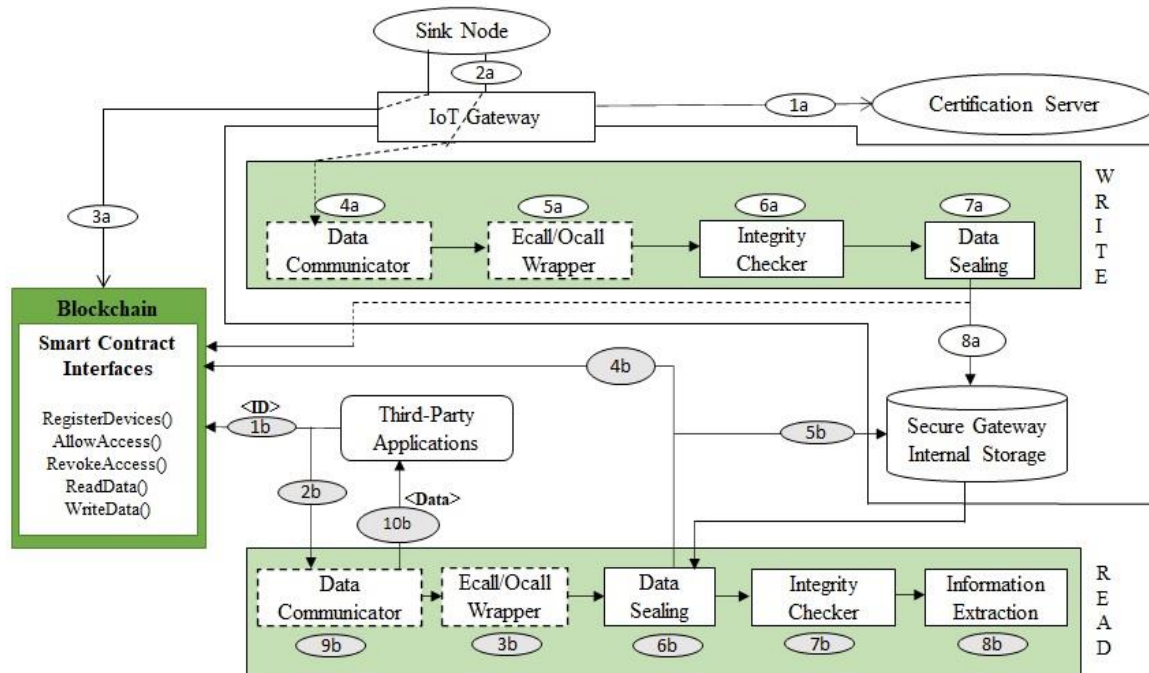 Sink Node
2a
IoT Gateway
1a
Certification Server
3a
4a
5a
6a
7a
Data
Communicator
Ecall/Ocall
Wrapper
Integrity
Checker
Data
Sealing
W
R
I
T
E
Blockchain
Smart Contract
Interfaces
RegisterDevices()
AllowAccess()
RevokeAccess()
ReadData()
WriteData()
8a
4b
<ID>
1b
Third-Party
Applications
5b
Secure Gateway
Internal Storage
2b
<Data>
10b
Data
Communicator
Ecall/Ocall
Wrapper
Data
Sealing
Integrity
Checker
Information
Extraction
9b
3b
6b
7b
8b
R
E
A
D